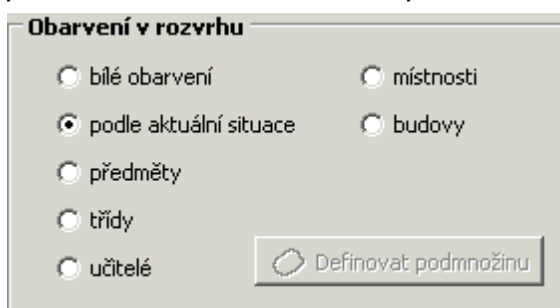 Obarvení v rozvrhu
bílé obarvení
místnosti
podle aktuální situace
budovy
předměty
třídy
učitelé
Definovat podmnožinu